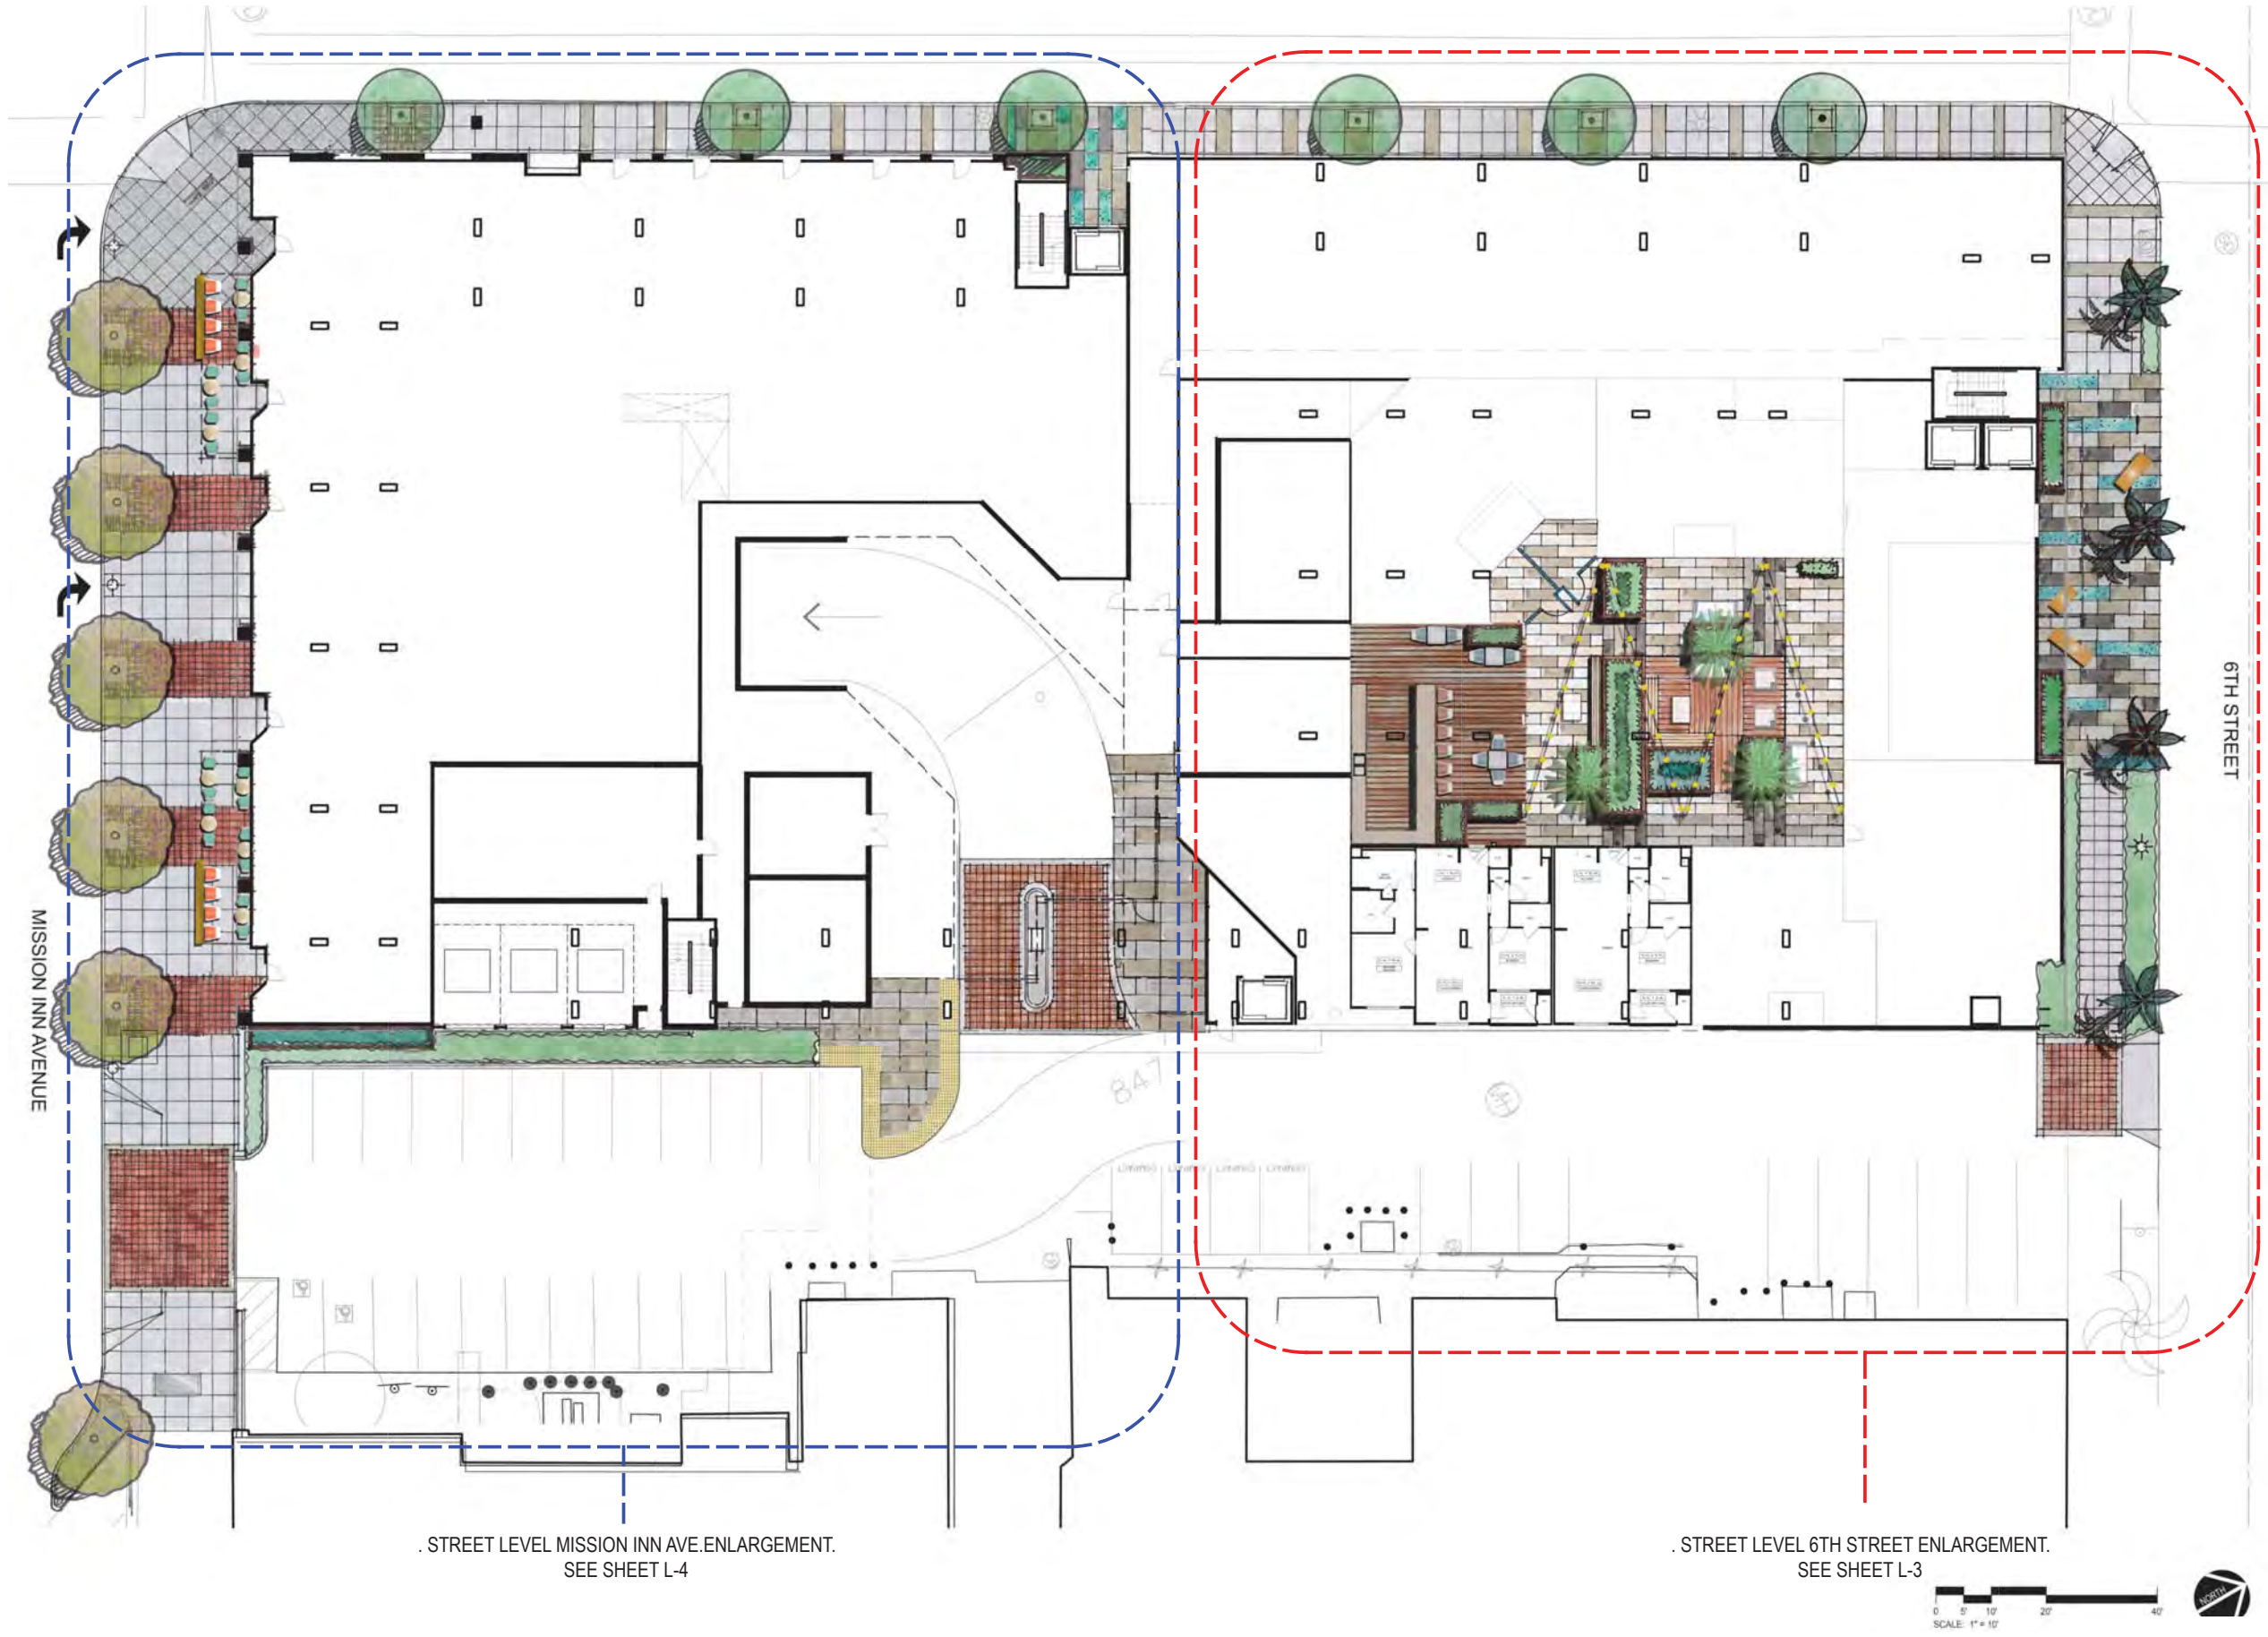 6TH STREET
MISSION INN AVENUE
847
. STREET LEVEL MISSION INN AVE.ENLARGEMENT.
SEE SHEET L-4
. STREET LEVEL 6TH STREET ENLARGEMENT.
SEE SHEET L-3
0 5' 10' 20' 40'
SCALE: 1" = 10'
NORTH